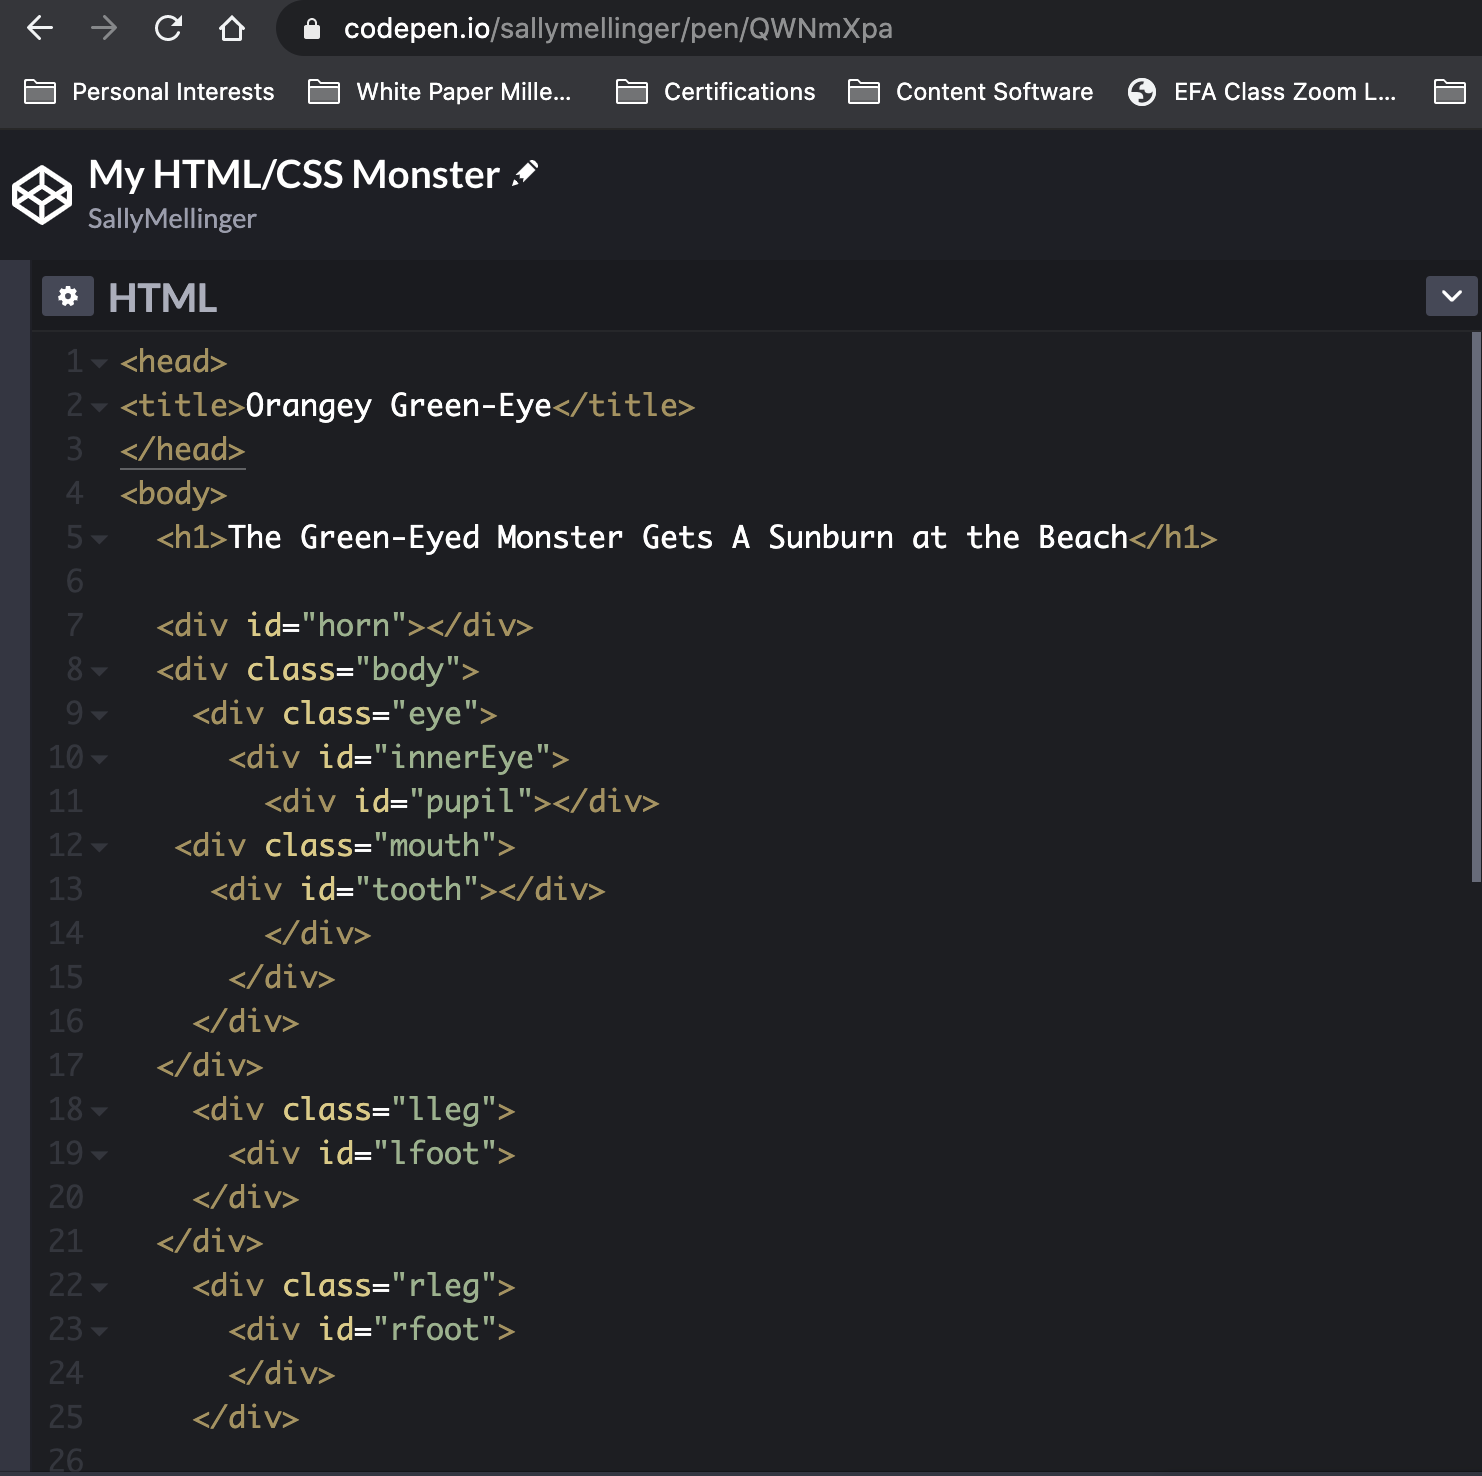 codepen.io/sallymellinger/pen/QWNmXpa
Personal Interests White Paper Mille... Certifications Content Software EFA Class Zoom L...
My HTML/CSS Monster
SallyMellinger
HTML
1 <head>
2 <title>Orangey Green-Eye</title>
3 </head>
4 <body>
5 <h1>The Green-Eyed Monster Gets A Sunburn at the Beach</h1>
6
7 <div id="horn"></div>
8 <div class="body">
9 <div class="eye">
10 <div id="innerEye">
11 <div id="pupil"></div>
12 <div class="mouth">
13 <div id="tooth"></div>
14 </div>
15 </div>
16 </div>
17 </div>
18 <div class="lleg">
19 <div id="lfoot">
20 </div>
21 </div>
22 <div class="rleg">
23 <div id="rfoot">
24 </div>
25 </div>
26